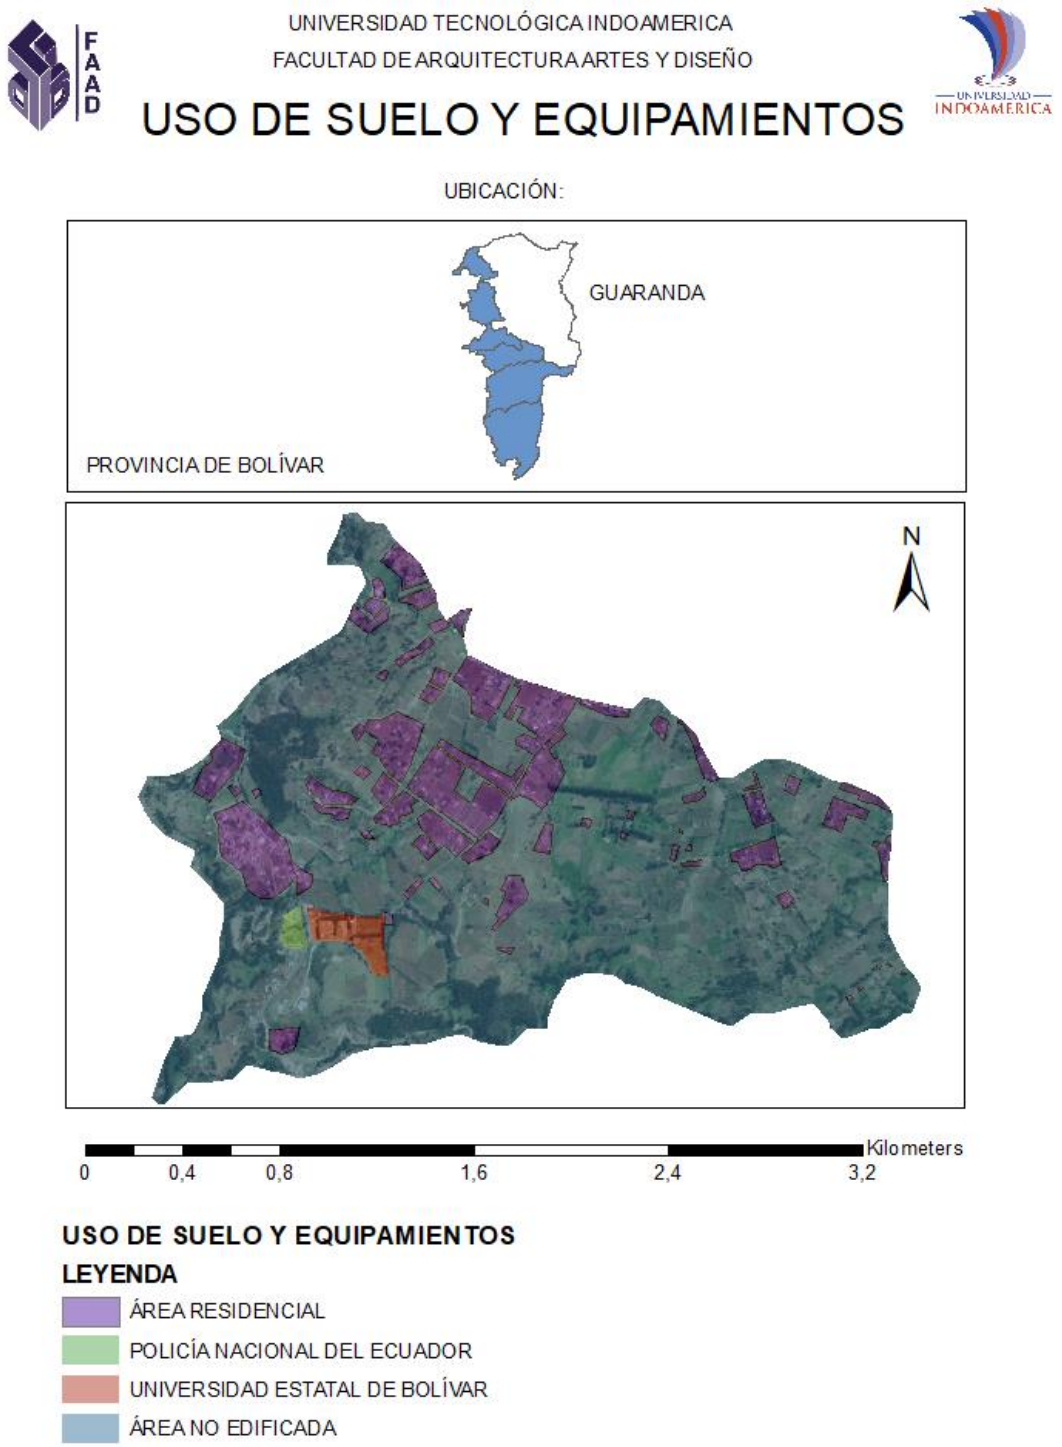 UNIVERSIDAD TECNOLÓGICA INDOAMERICA
FACULTAD DE ARQUITECTURA ARTES Y DISEÑO
FAAD
UNIVERSIDAD
INDOAMERICA
USO DE SUELO Y EQUIPAMIENTOS
UBICACIÓN:
GUARANDA
PROVINCIA DE BOLÍVAR
N
Kilometers
0 0,4 0,8 1,6 2,4 3,2
USO DE SUELO Y EQUIPAMIENTOS
LEYENDA
ÁREA RESIDENCIAL
POLICÍA NACIONAL DEL ECUADOR
UNIVERSIDAD ESTATAL DE BOLÍVAR
ÁREA NO EDIFICADA